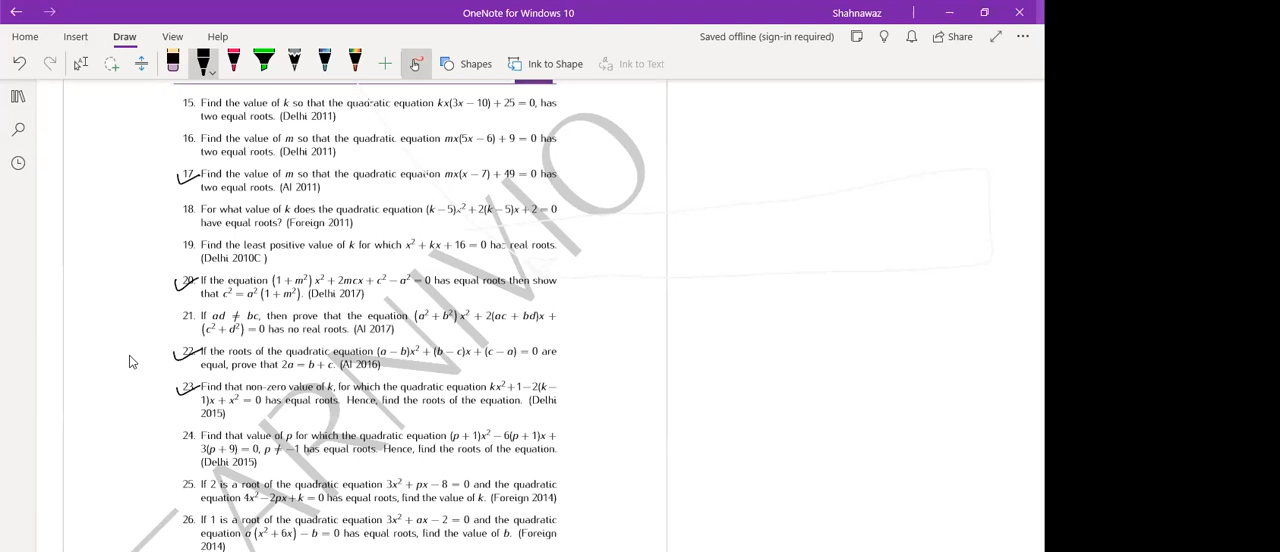 OneNote for Windows 10
Shahnawaz
Home Insert Draw View Help
Saved offline (sign-in required) Share
Shapes Ink to Shape Ink to Text
15. Find the value of k so that the quadratic equation kx(3x − 10) + 25 = 0, has
two equal roots. (Delhi 2011)
16. Find the value of m so that the quadratic equation mx(5x − 6) + 9 = 0 has
two equal roots. (Delhi 2011)
17. Find the value of m so that the quadratic equation mx(x − 7) + 49 = 0 has
two equal roots. (AI 2011)
18. For what value of k does the quadratic equation (k − 5)x² + 2(k − 5)x + 2 = 0
have equal roots? (Foreign 2011)
19. Find the least positive value of k for which x² + kx + 16 = 0 has real roots.
(Delhi 2010C )
20. If the equation (1 + m²) x² + 2mcx + c² − a² = 0 has equal roots then show
that c² = a² (1 + m²). (Delhi 2017)
21. If ad ≠ bc, then prove that the equation (a² + b²) x² + 2(ac + bd)x +
(c² + d²) = 0 has no real roots. (AI 2017)
22. If the roots of the quadratic equation (a − b)x² + (b − c)x + (c − a) = 0 are
equal, prove that 2a = b + c. (AI 2016)
23. Find that non-zero value of k, for which the quadratic equation kx² + 1 − 2(k −
1)x + x² = 0 has equal roots. Hence, find the roots of the equation. (Delhi
2015)
24. Find that value of p for which the quadratic equation (p + 1)x² − 6(p + 1)x +
3(p + 9) = 0, p ≠ −1 has equal roots. Hence, find the roots of the equation.
(Delhi 2015)
25. If 2 is a root of the quadratic equation 3x² + px − 8 = 0 and the quadratic
equation 4x² − 2px + k = 0 has equal roots, find the value of k. (Foreign 2014)
26. If 1 is a root of the quadratic equation 3x² + ax − 2 = 0 and the quadratic
equation a (x² + 6x) − b = 0 has equal roots, find the value of b. (Foreign
2014)
TARNIVIO